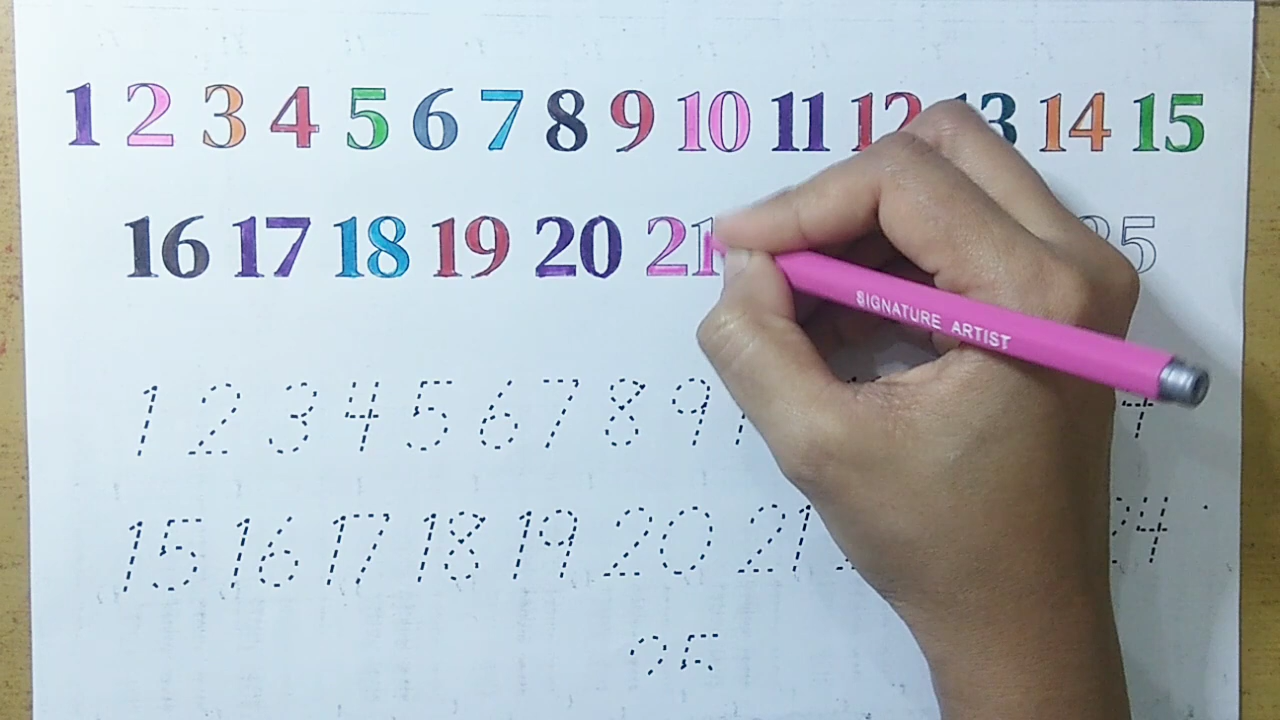 1 2 3 4 5 6 7 8 9 10 11 12 13 14 15
16 17 18 19 20 21 25
SIGNATURE ARTIST
1 2 3 4 5 6 7 8 9
15 16 17 18 19 20 21 24
25